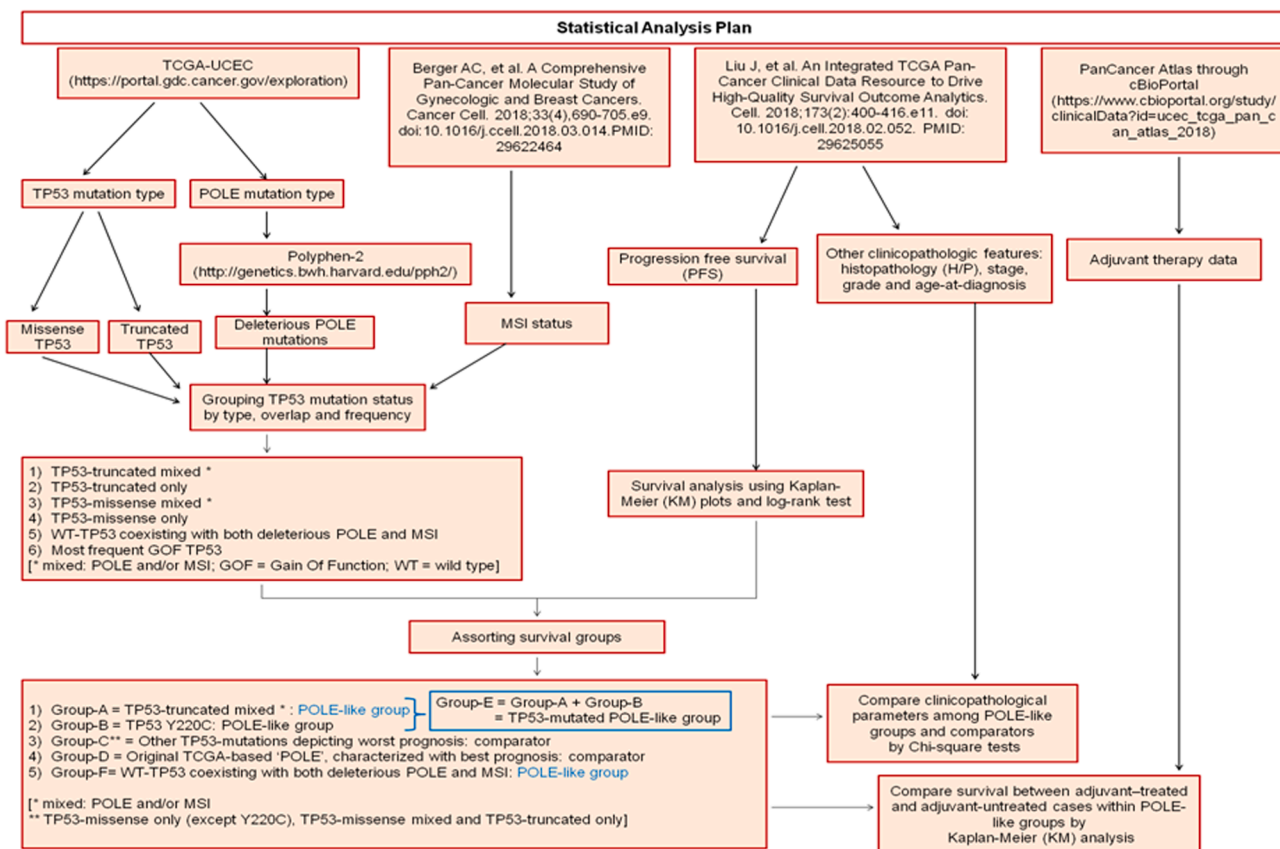 Statistical Analysis Plan
TCGA-UCEC
(https://portal.gdc.cancer.gov/exploration)
Berger AC, et al. A Comprehensive
Pan-Cancer Molecular Study of
Gynecologic and Breast Cancers.
Cancer Cell. 2018;33(4),690-705.e9.
doi:10.1016/j.ccell.2018.03.014.PMID:
29622464
Liu J, et al. An Integrated TCGA Pan-
Cancer Clinical Data Resource to Drive
High-Quality Survival Outcome Analytics.
Cell. 2018;173(2):400-416.e11. doi:
10.1016/j.cell.2018.02.052. PMID:
29625055
PanCancer Atlas through
cBioPortal
(https://www.cbioportal.org/study/
clinicalData?id=ucec_tcga_pan_c
an_atlas_2018)
TP53 mutation type
POLE mutation type
Polyphen-2
(http://genetics.bwh.harvard.edu/pph2/)
Progression free survival
(PFS)
Other clinicopathologic features:
histopathology (H/P), stage,
grade and age-at-diagnosis
Adjuvant therapy data
Missense
TP53
Truncated
TP53
Deleterious POLE
mutations
MSI status
Grouping TP53 mutation status
by type, overlap and frequency
1) TP53-truncated mixed *
2) TP53-truncated only
3) TP53-missense mixed *
4) TP53-missense only
5) WT-TP53 coexisting with both deleterious POLE and MSI
6) Most frequent GOF TP53
[* mixed: POLE and/or MSI; GOF = Gain Of Function; WT = wild type]
Survival analysis using Kaplan-
Meier (KM) plots and log-rank test
Assorting survival groups
1) Group-A = TP53-truncated mixed * : POLE-like group
2) Group-B = TP53 Y220C: POLE-like group
3) Group-C** = Other TP53-mutations depicting worst prognosis: comparator
4) Group-D = Original TCGA-based 'POLE', characterized with best prognosis: comparator
5) Group-F= WT-TP53 coexisting with both deleterious POLE and MSI: POLE-like group
[* mixed: POLE and/or MSI
** TP53-missense only (except Y220C), TP53-missense mixed and TP53-truncated only]
Group-E = Group-A + Group-B
= TP53-mutated POLE-like group
Compare clinicopathological
parameters among POLE-like
groups and comparators
by Chi-square tests
Compare survival between adjuvant–treated
and adjuvant-untreated cases within POLE-
like groups by
Kaplan-Meier (KM) analysis